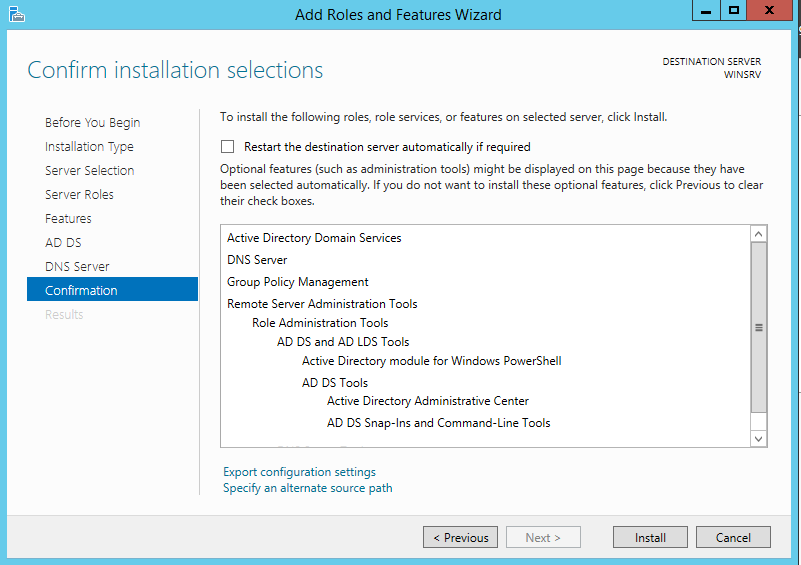 Add Roles and Features Wizard
Confirm installation selections
DESTINATION SERVER
WINSRV
Before You Begin
Installation Type
Server Selection
Server Roles
Features
AD DS
DNS Server
Confirmation
Results
To install the following roles, role services, or features on selected server, click Install.
Restart the destination server automatically if required
Optional features (such as administration tools) might be displayed on this page because they have
been selected automatically. If you do not want to install these optional features, click Previous to clear
their check boxes.
Active Directory Domain Services
DNS Server
Group Policy Management
Remote Server Administration Tools
Role Administration Tools
AD DS and AD LDS Tools
Active Directory module for Windows PowerShell
AD DS Tools
Active Directory Administrative Center
AD DS Snap-Ins and Command-Line Tools
Export configuration settings
Specify an alternate source path
< Previous
Next >
Install
Cancel